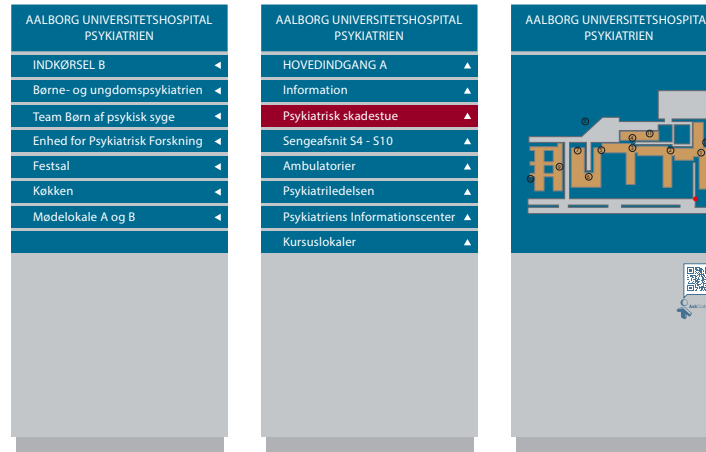 AALBORG UNIVERSITETSHOSPITAL
PSYKIATRIEN
INDKØRSEL B
Børne- og ungdomspsykiatrien
Team Børn af psykisk syge
Enhed for Psykiatrisk Forskning
Festsal
Køkken
Mødelokale A og B
AALBORG UNIVERSITETSHOSPITAL
PSYKIATRIEN
HOVEDINDGANG A
Information
Psykiatrisk skadestue
Sengeafsnit S4 - S10
Ambulatorier
Psykiatriledelsen
Psykiatriens Informationscenter
Kursuslokaler
AALBORG UNIVERSITETSHOSPITA
PSYKIATRIEN